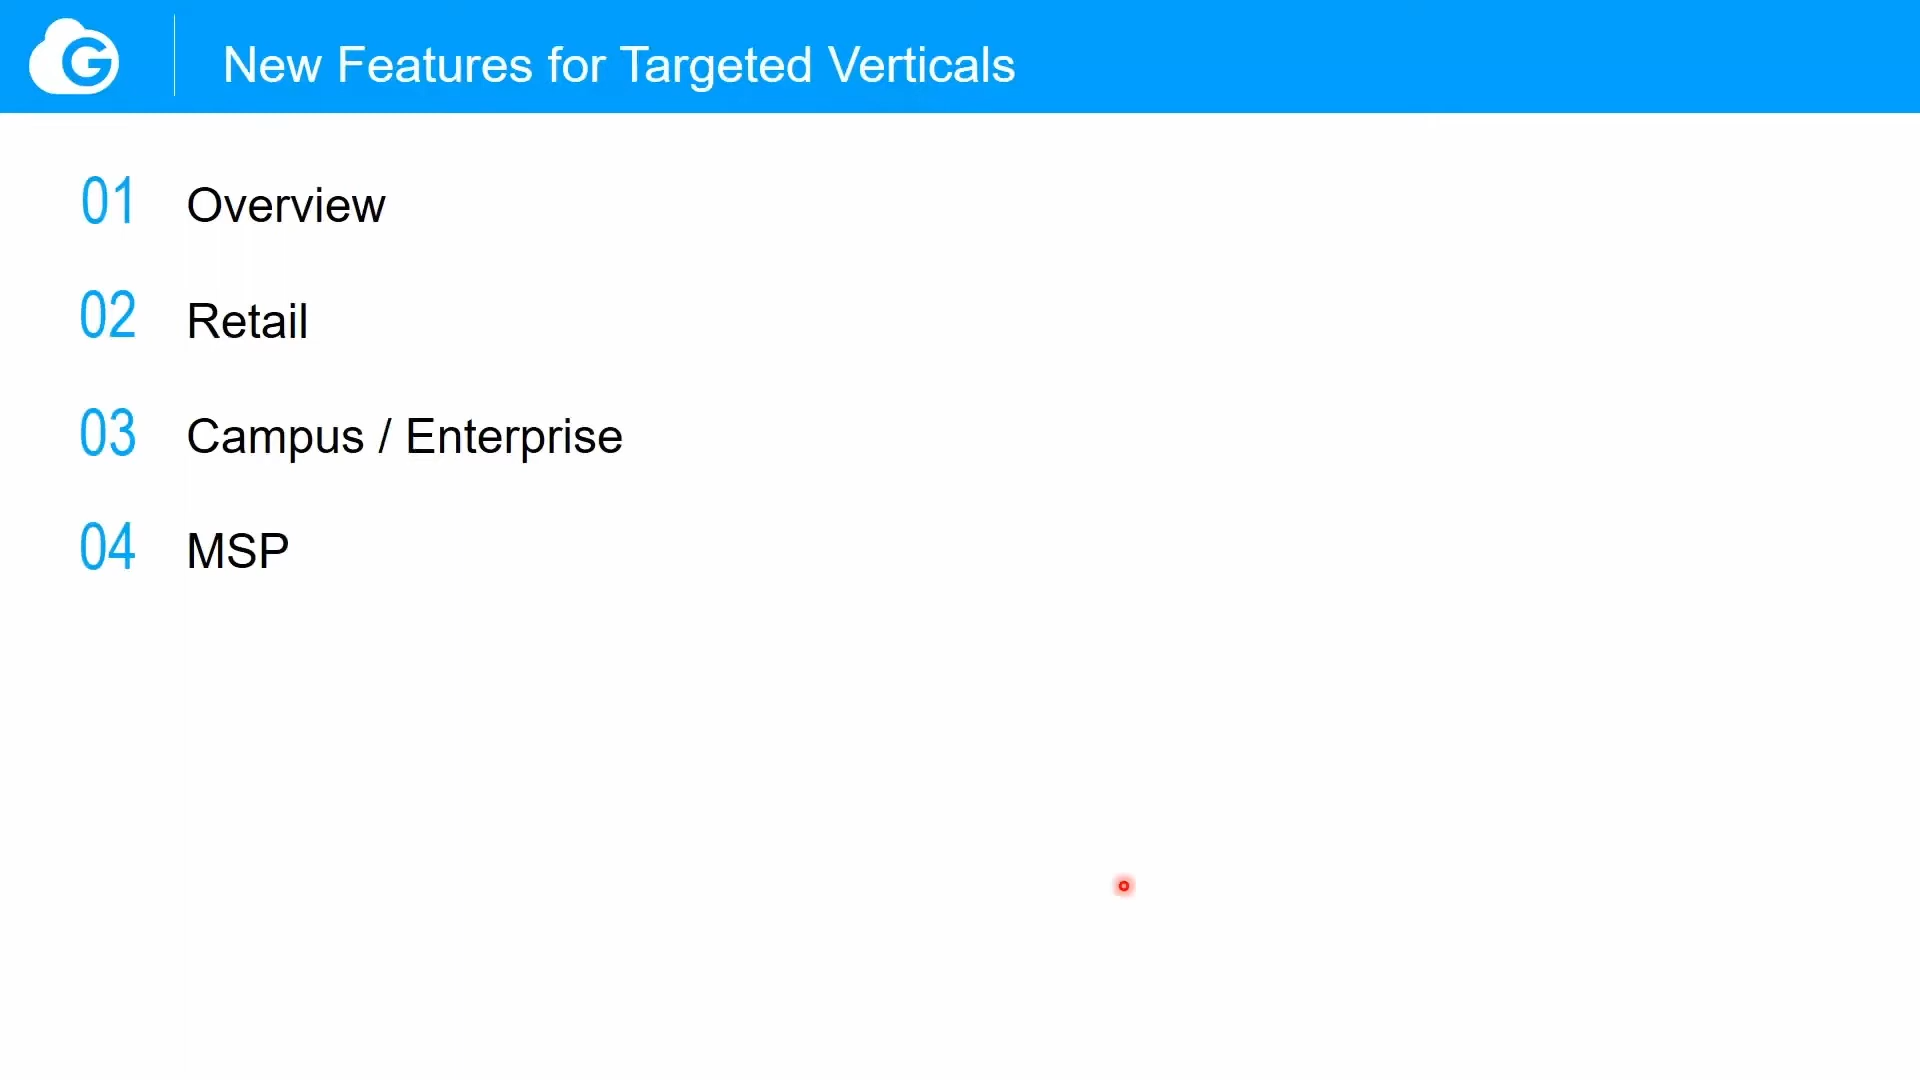 G
New Features for Targeted Verticals
01 Overview
02 Retail
03 Campus / Enterprise
04 MSP